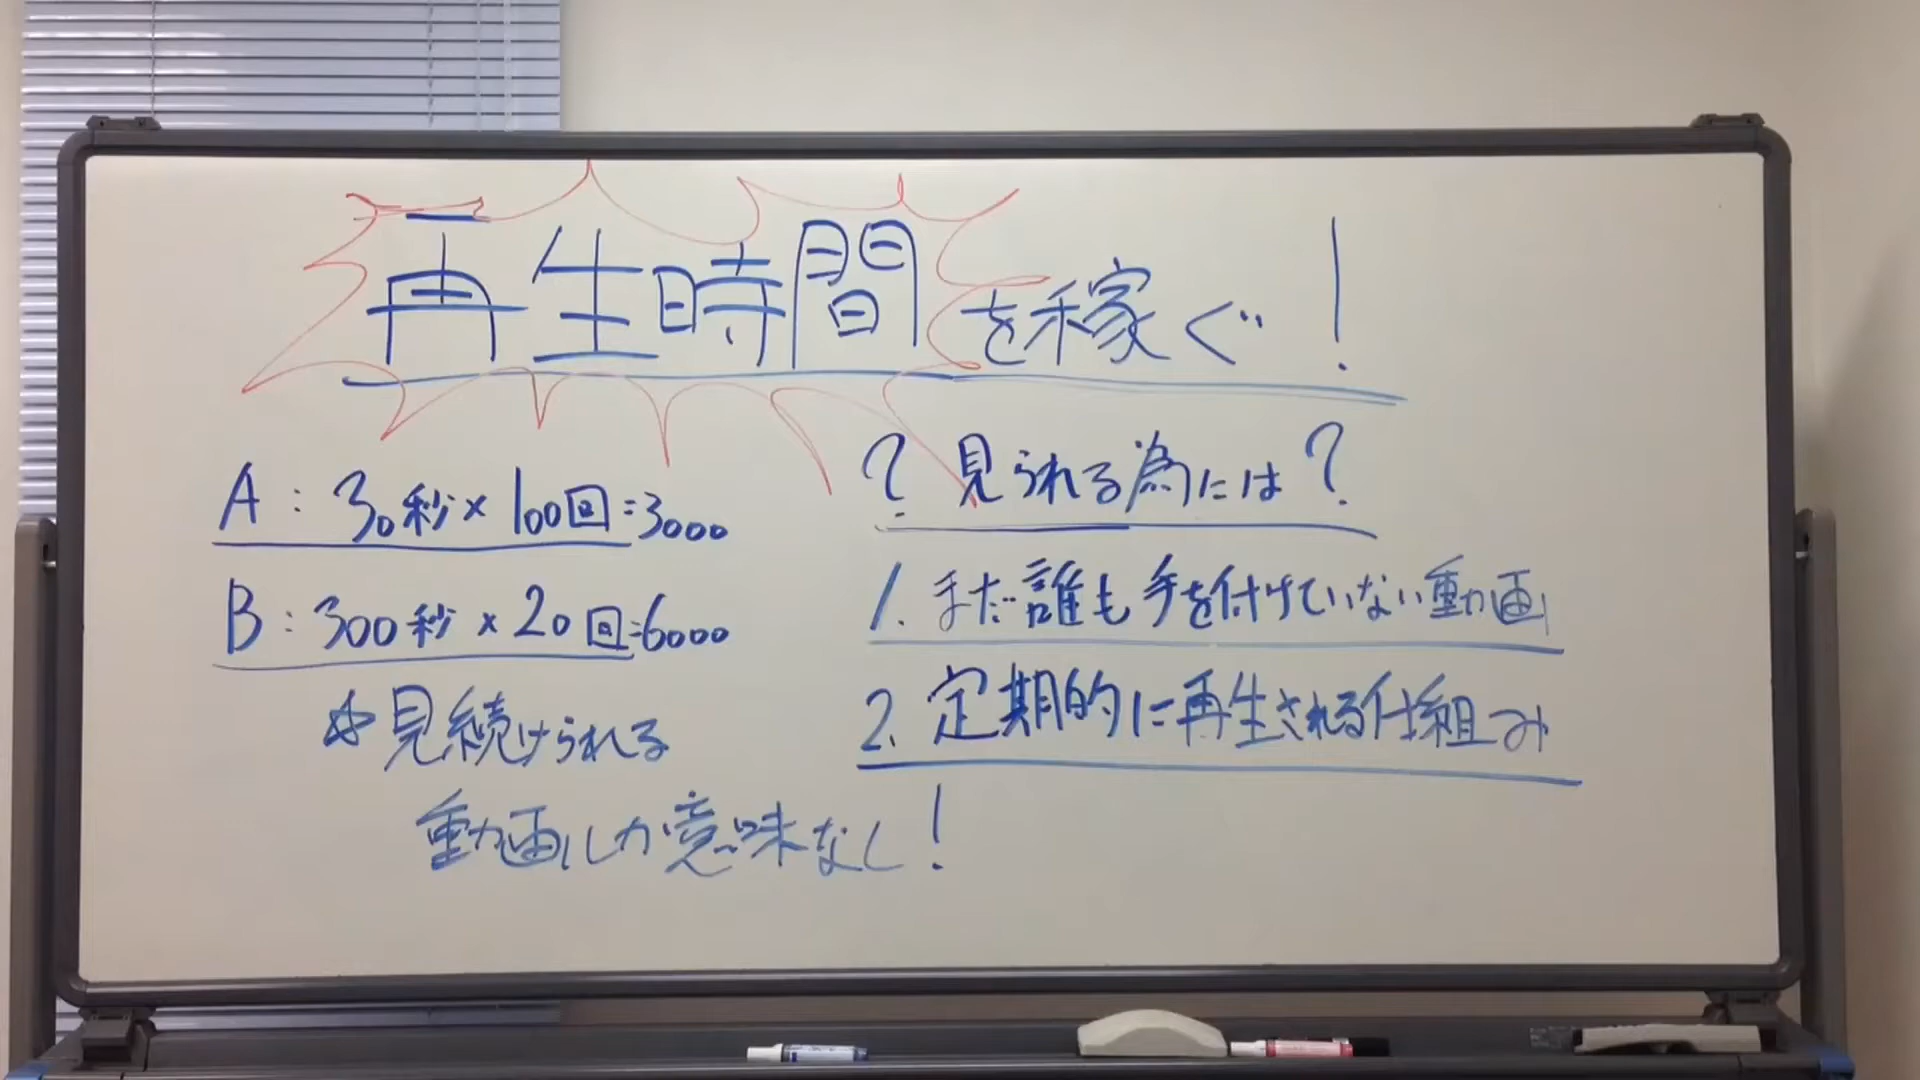 再生時間を稼ぐ!
A:30秒×100回=3000
B:300秒×20回=6000
☆見続けられる
動画しか意味なし!
?見られる為には?
1.まだ誰も手を付けていない動画
2.定期的に再生される仕組み